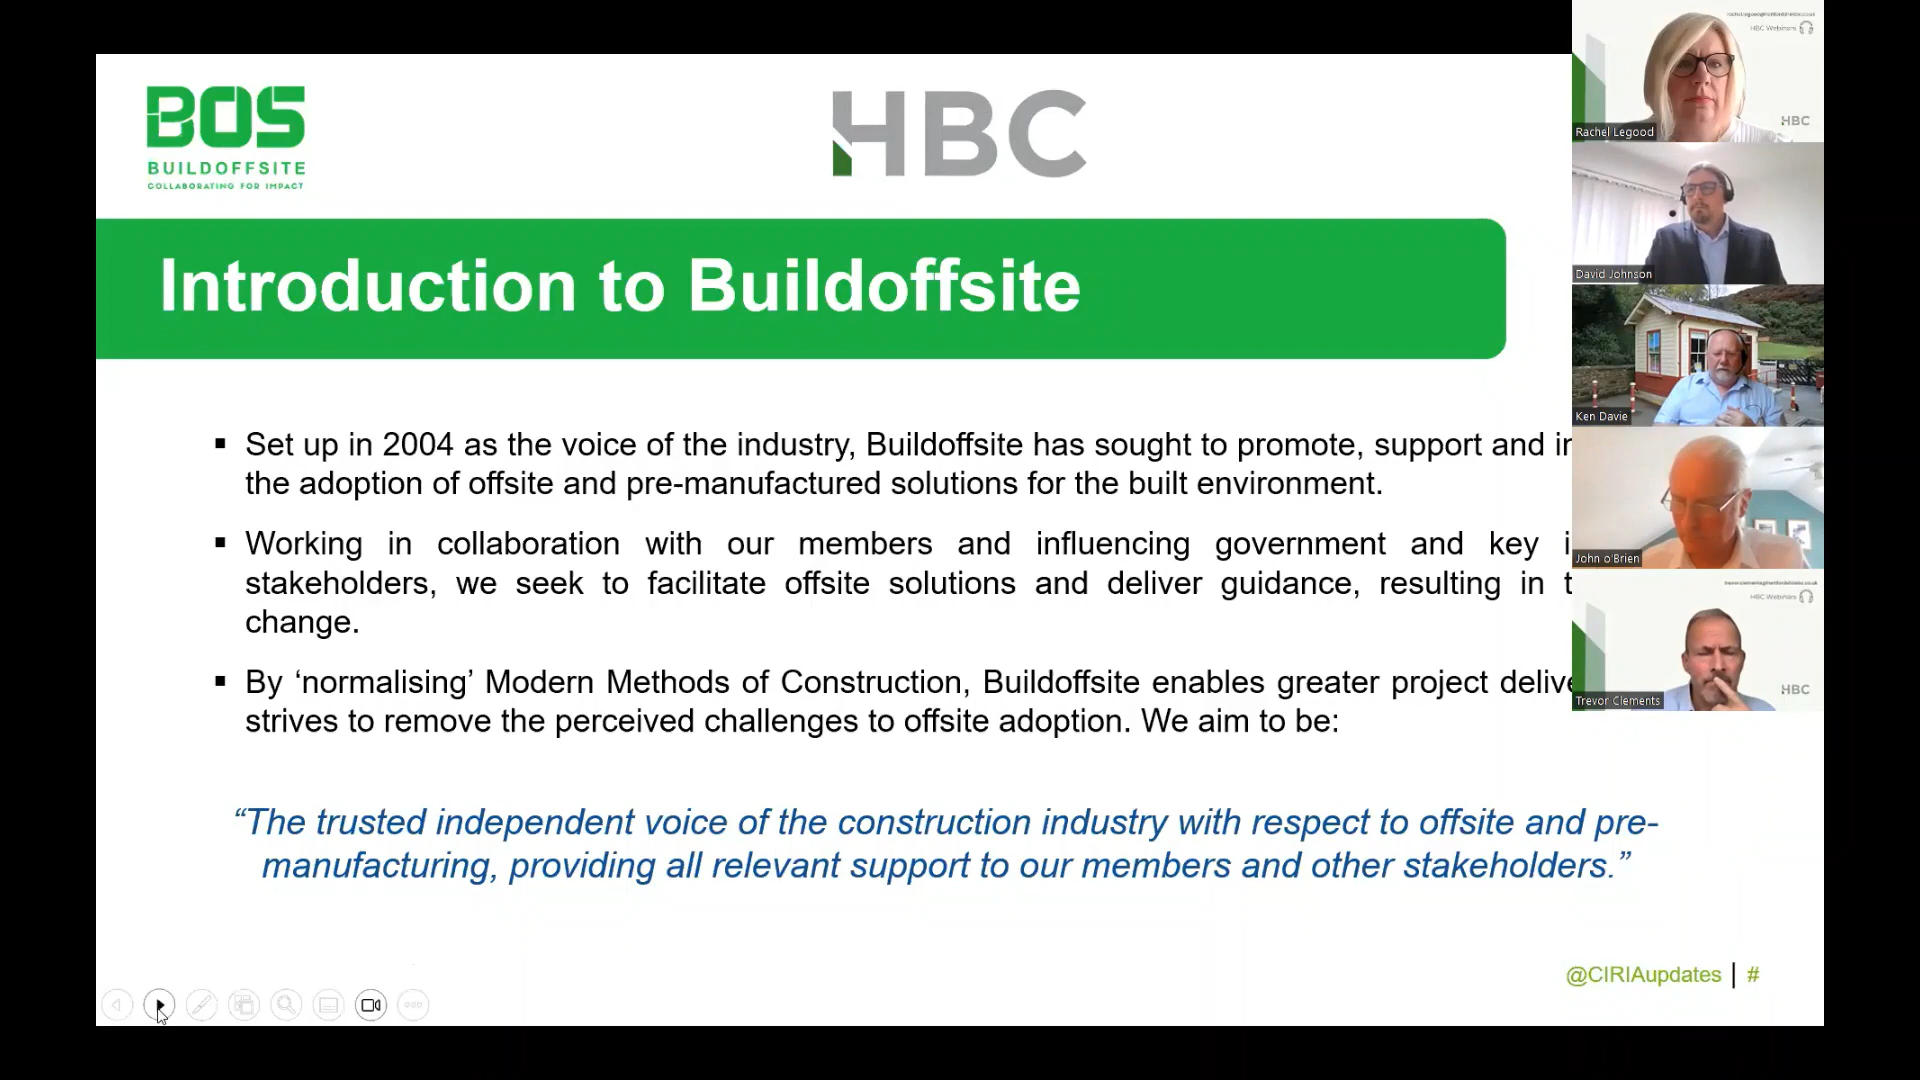 BOS
BUILDOFFSITE
COLLABORATING FOR IMPACT
HBC
Introduction to Buildoffsite
▪ Set up in 2004 as the voice of the industry, Buildoffsite has sought to promote, support and
the adoption of offsite and pre-manufactured solutions for the built environment.
▪ Working in collaboration with our members and influencing government and key
stakeholders, we seek to facilitate offsite solutions and deliver guidance, resulting in
change.
▪ By ‘normalising’ Modern Methods of Construction, Buildoffsite enables greater project
strives to remove the perceived challenges to offsite adoption. We aim to be:
“The trusted independent voice of the construction industry with respect to offsite and pre-
manufacturing, providing all relevant support to our members and other stakeholders.”
@CIRIAupdates | #
HBC Webinars
HBC
Rachel Legood
David Johnson
Ken Davie
John o'Brien
HBC Webinars
HBC
Trevor Clements